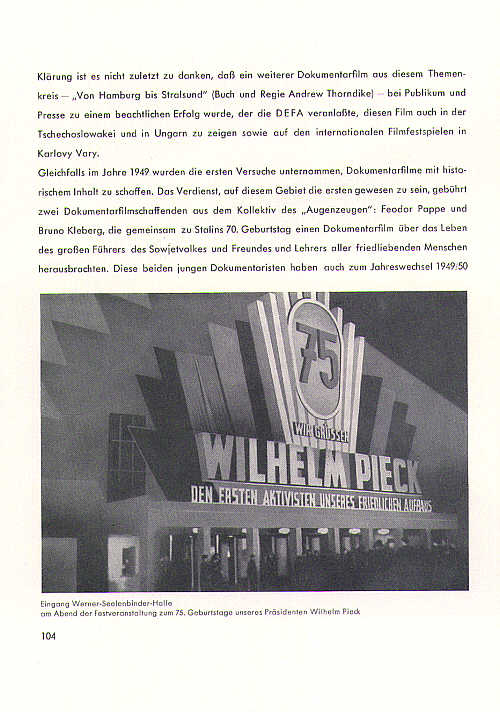 Klärung ist es nicht zuletzt zu danken, daß ein weiterer Dokumentarfilm aus diesem Themen-
kreis — „Von Hamburg bis Stralsund" (Buch und Regie Andrew Thorndike) — bei Publikum und
Presse zu einem beachtlichen Erfolg wurde, der die DEFA veranlaßte, diesen Film auch in der
Tschechoslowakei und in Ungarn zu zeigen sowie auf den internationalen Filmfestspielen in
Karlovy Vary.
Gleichfalls im Jahre 1949 wurden die ersten Versuche unternommen, Dokumentarfilme mit histo-
rischem Inhalt zu schaffen. Das Verdienst, auf diesem Gebiet die ersten gewesen zu sein, gebührt
zwei Dokumentarfilmschaffenden aus dem Kollektiv des „Augenzeugen": Feodor Pappe und
Bruno Kleberg, die gemeinsam zu Stalins 70. Geburtstag einen Dokumentarfilm über das Leben
des großen Führers des Sowjetvolkes und Freundes und Lehrers aller friedliebenden Menschen
herausbrachten. Diese beiden jungen Dokumentaristen haben auch zum Jahreswechsel 1949/50
75
WIR GRÜSSEN
WILHELM PIECK
DEN ERSTEN AKTIVISTEN UNSERES FRIEDLICHEN AUFBAUS
Eingang Werner-Seelenbinder-Halle
am Abend der Festveranstaltung zum 75. Geburtstage unseres Präsidenten Wilhelm Pieck
104